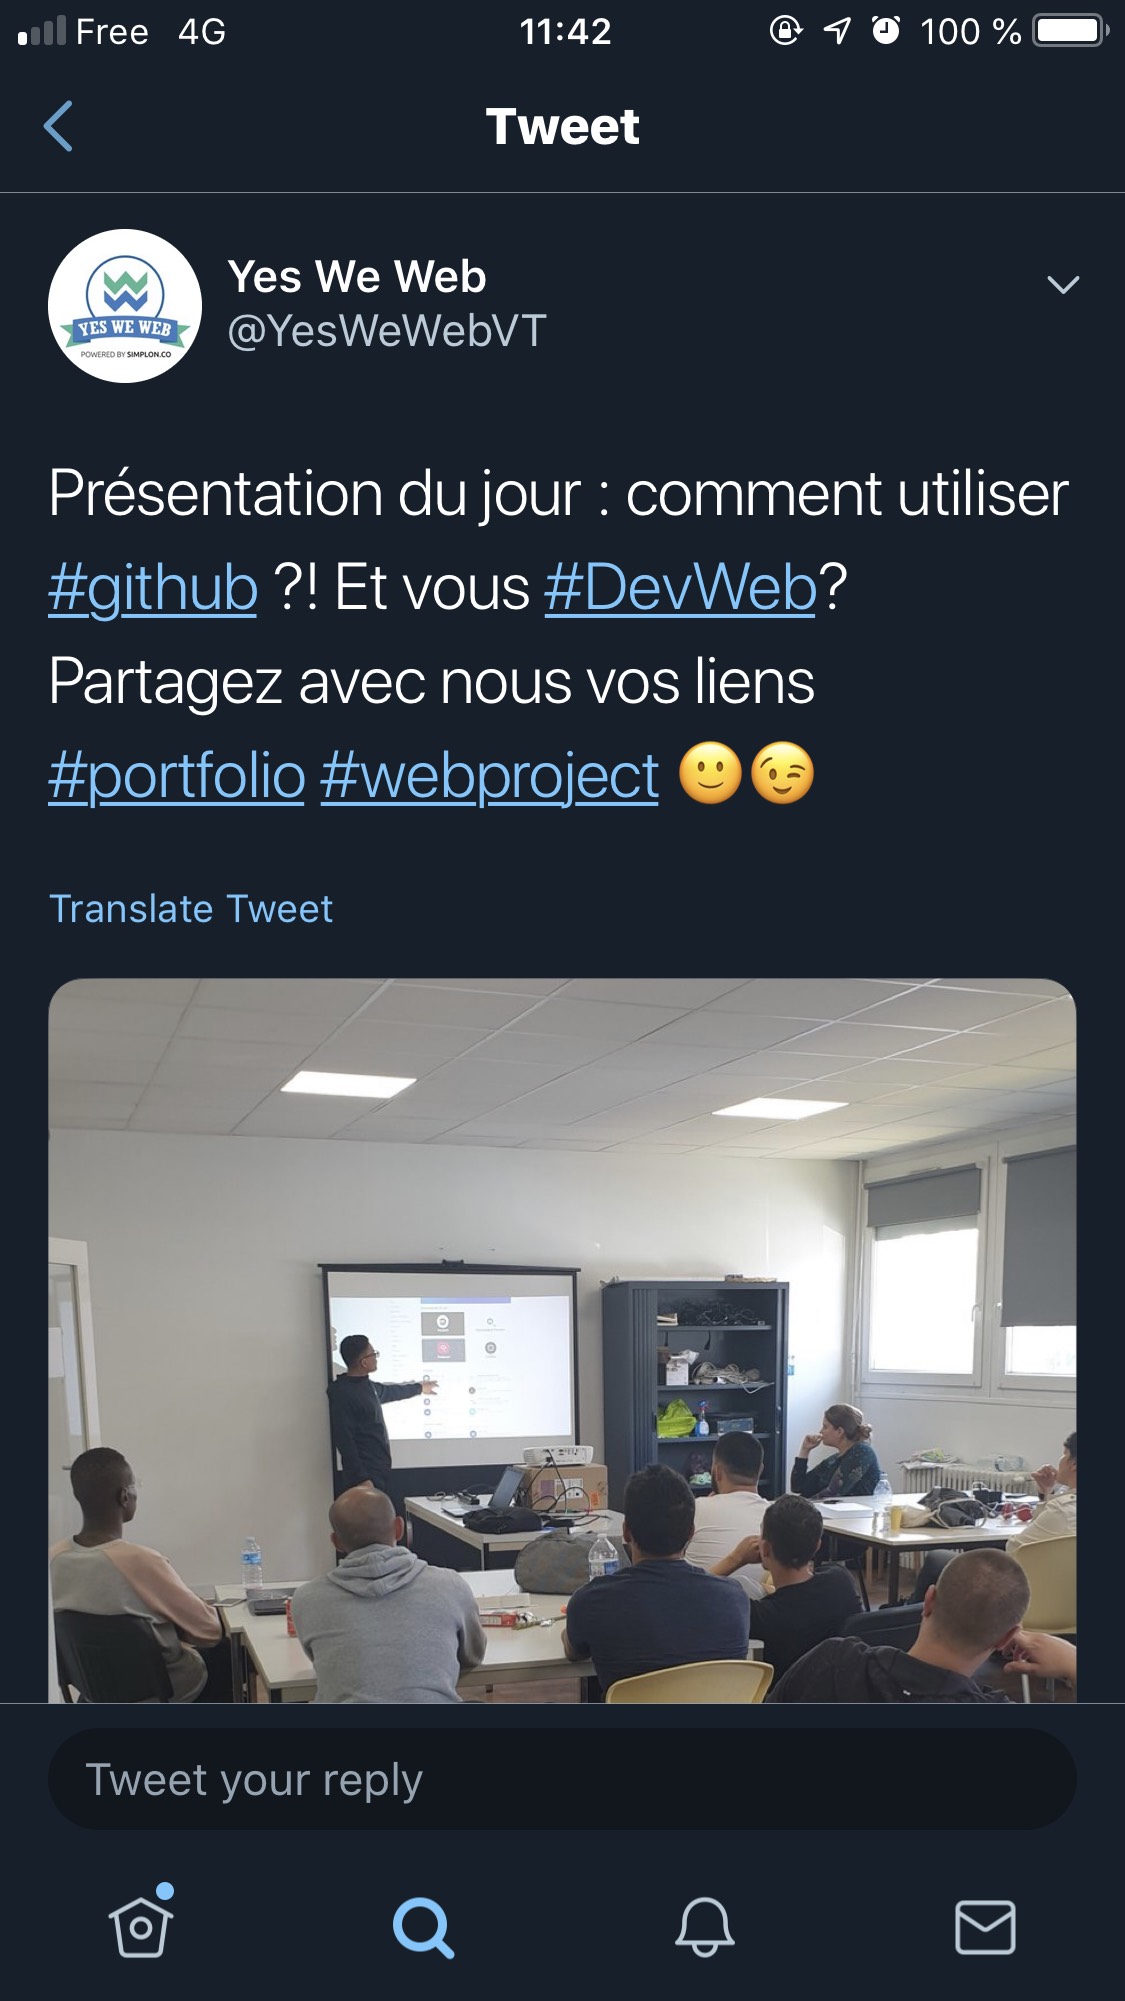 Free 4G 11:42 100 %
Tweet
Yes We Web
@YesWeWebVT
YES WE WEB
POWERED BY SIMPLON.CO
Présentation du jour : comment utiliser
#github ?! Et vous #DevWeb?
Partagez avec nous vos liens
#portfolio #webproject 🙂😉
Translate Tweet
Tweet your reply